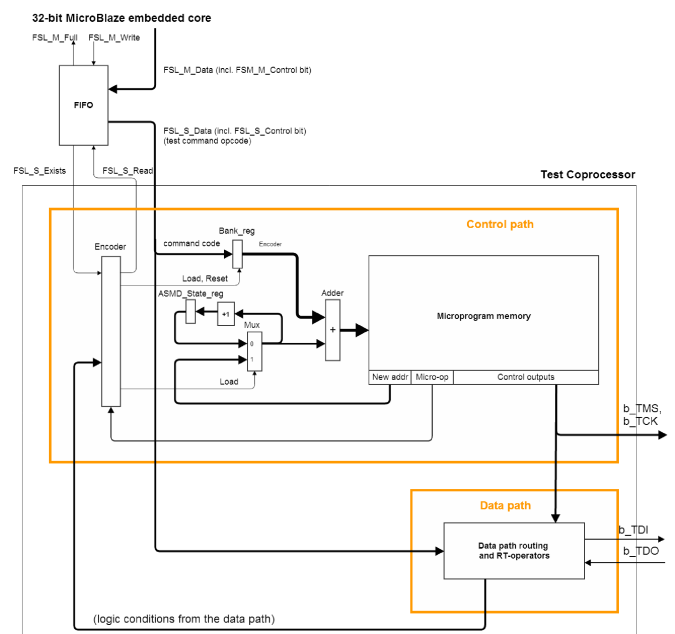 32-bit MicroBlaze embedded core
FSL_M_Full
FSL_M_Write
FSL_M_Data (incl. FSM_M_Control bit)
FIFO
FSL_S_Data (incl. FSL_S_Control bit)
(test command opcode)
FSL_S_Exists
FSL_S_Read
Test Coprocessor
Control path
Bank_reg
Encoder
command code
Encoder
Load, Reset
ASMD_State_reg
Adder
+1
Mux
Microprogram memory
+
0
1
Load
New addr
Micro-op
Control outputs
b_TMS,
b_TCK
Data path
b_TDI
Data path routing
and RT-operators
b_TDO
(logic conditions from the data path)